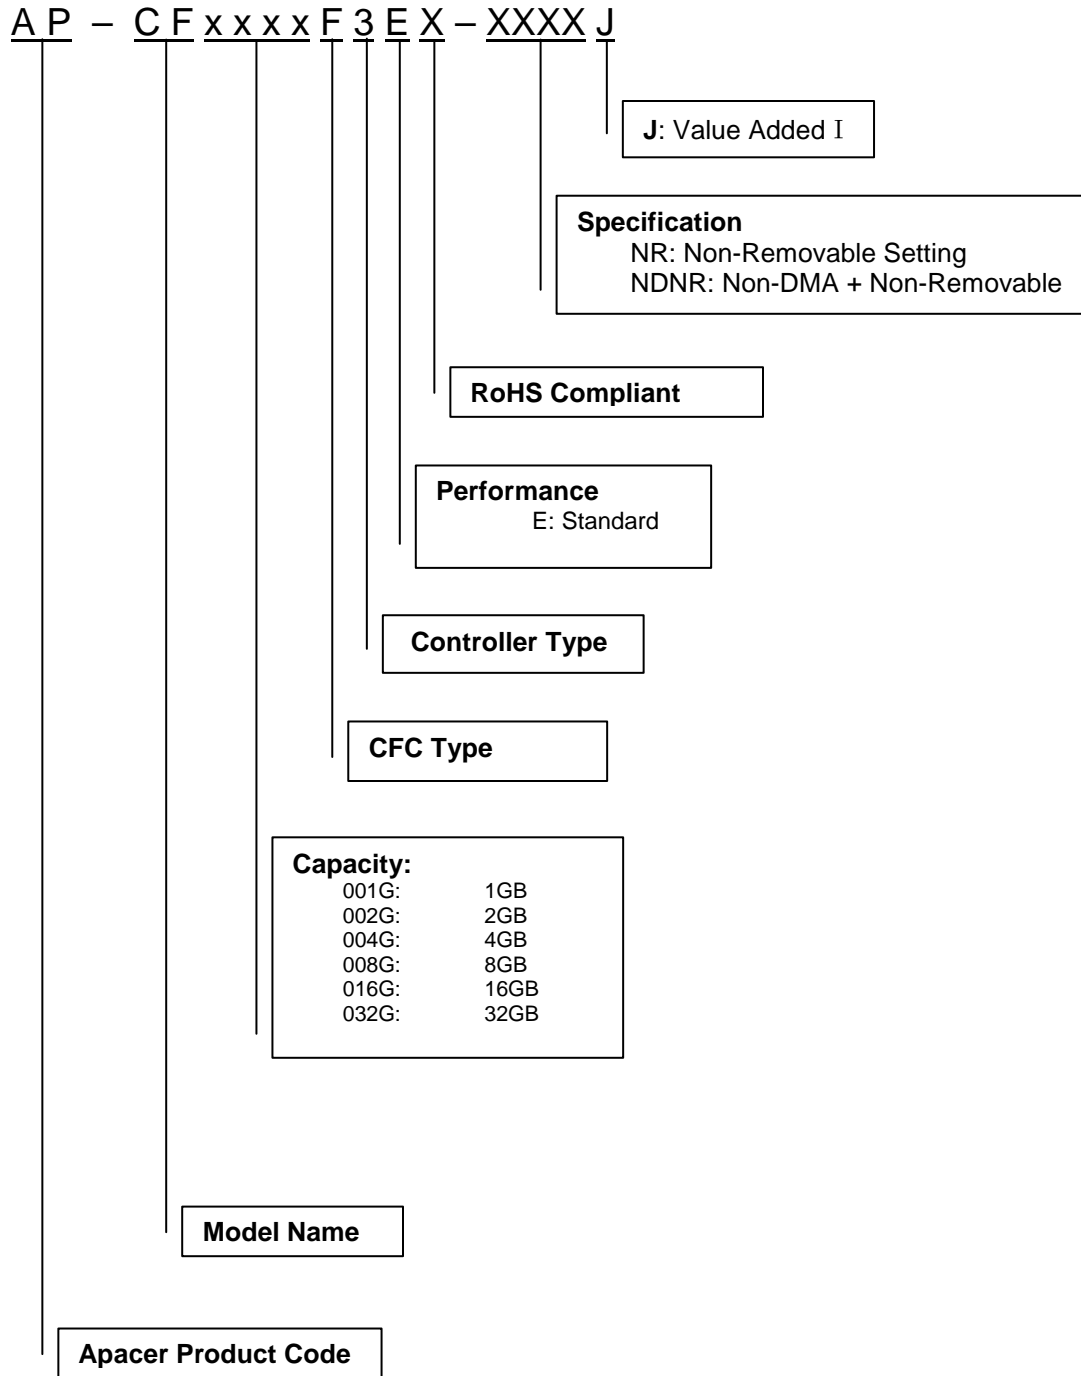 A P – C F x x x x F 3 E X – XXXX J
J: Value Added I
Specification
NR: Non-Removable Setting
NDNR: Non-DMA + Non-Removable
RoHS Compliant
Performance
E: Standard
Controller Type
CFC Type
Capacity:
001G: 1GB
002G: 2GB
004G: 4GB
008G: 8GB
016G: 16GB
032G: 32GB
Model Name
Apacer Product Code